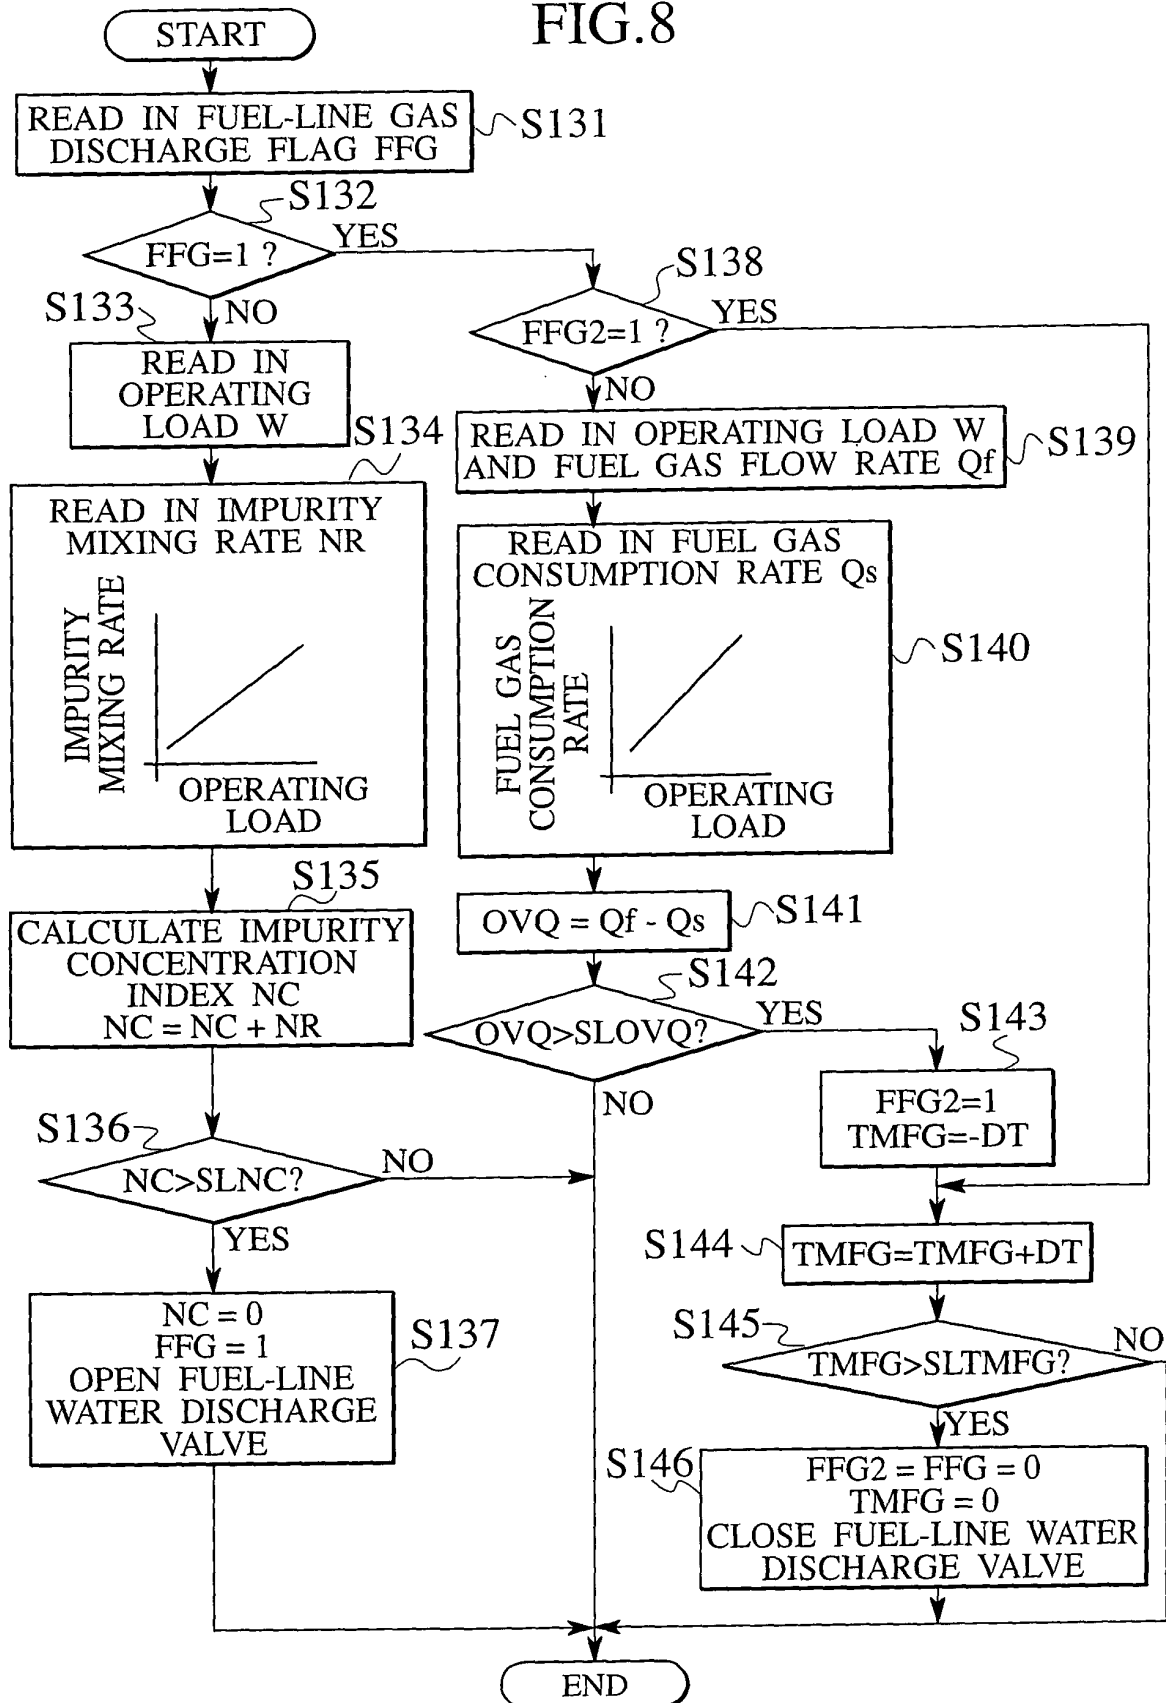 FIG.8
START
READ IN FUEL-LINE GAS
DISCHARGE FLAG FFG
S131
S132
FFG=1 ?
YES
NO
S133
READ IN
OPERATING
LOAD W
S134
READ IN IMPURITY
MIXING RATE NR
IMPURITY
MIXING RATE
OPERATING
LOAD
S135
CALCULATE IMPURITY
CONCENTRATION
INDEX NC
NC = NC + NR
S136
NC>SLNC?
NO
YES
NC = 0
FFG = 1
OPEN FUEL-LINE
WATER DISCHARGE
VALVE
S137
S138
FFG2=1 ?
YES
NO
READ IN OPERATING LOAD W
AND FUEL GAS FLOW RATE Qf
S139
READ IN FUEL GAS
CONSUMPTION RATE Qs
FUEL GAS
CONSUMPTION
RATE
OPERATING
LOAD
S140
OVQ = Qf - Qs
S141
S142
OVQ>SLOVQ?
YES
NO
S143
FFG2=1
TMFG=-DT
S144
TMFG=TMFG+DT
S145
TMFG>SLTMFG?
NO
YES
S146
FFG2 = FFG = 0
TMFG = 0
CLOSE FUEL-LINE WATER
DISCHARGE VALVE
END